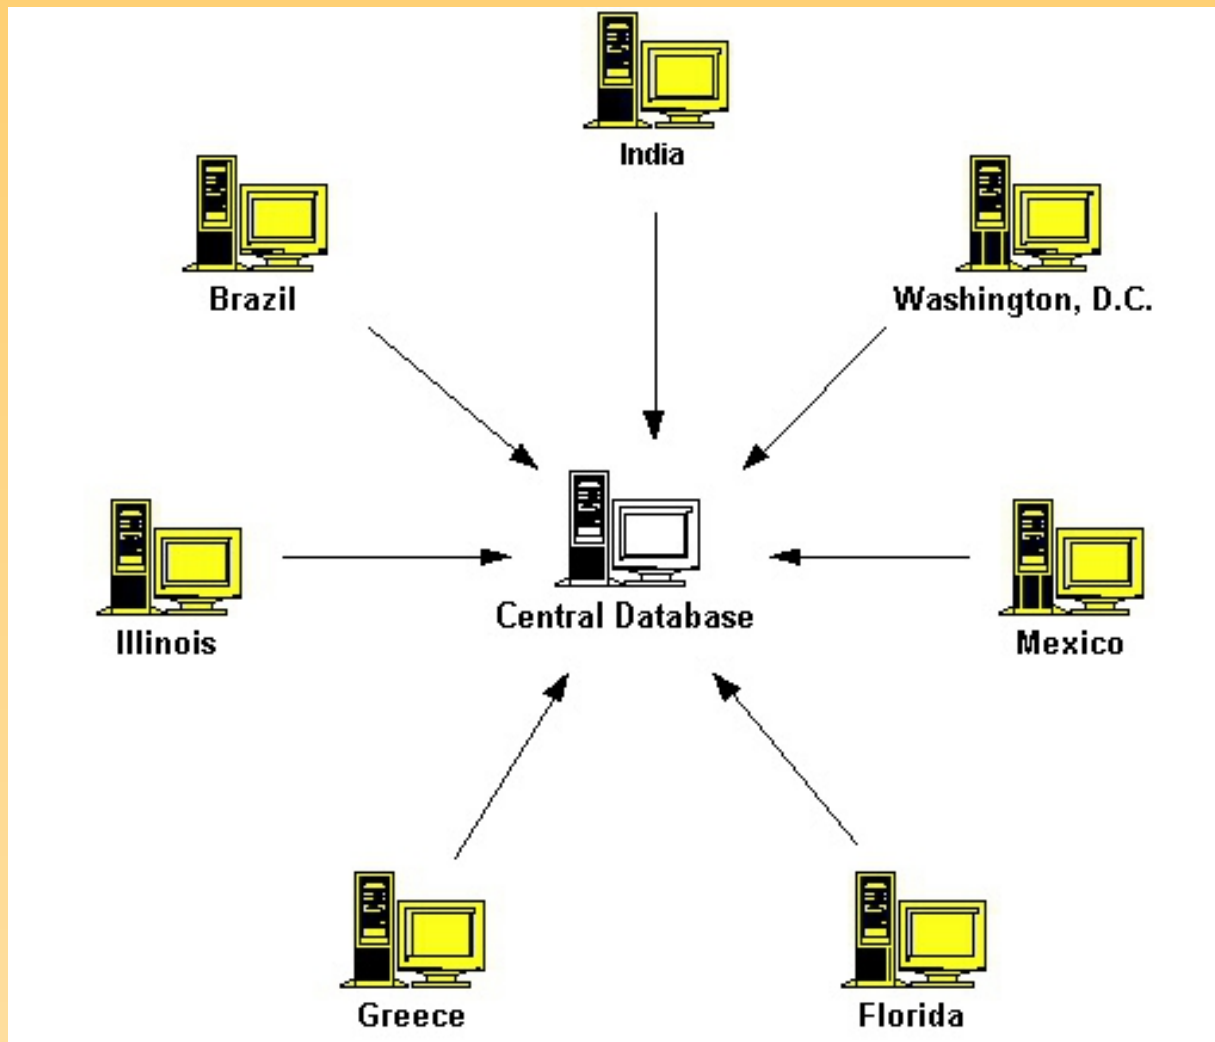 India
Brazil
Washington, D.C.
Central Database
Illinois
Mexico
Greece
Florida